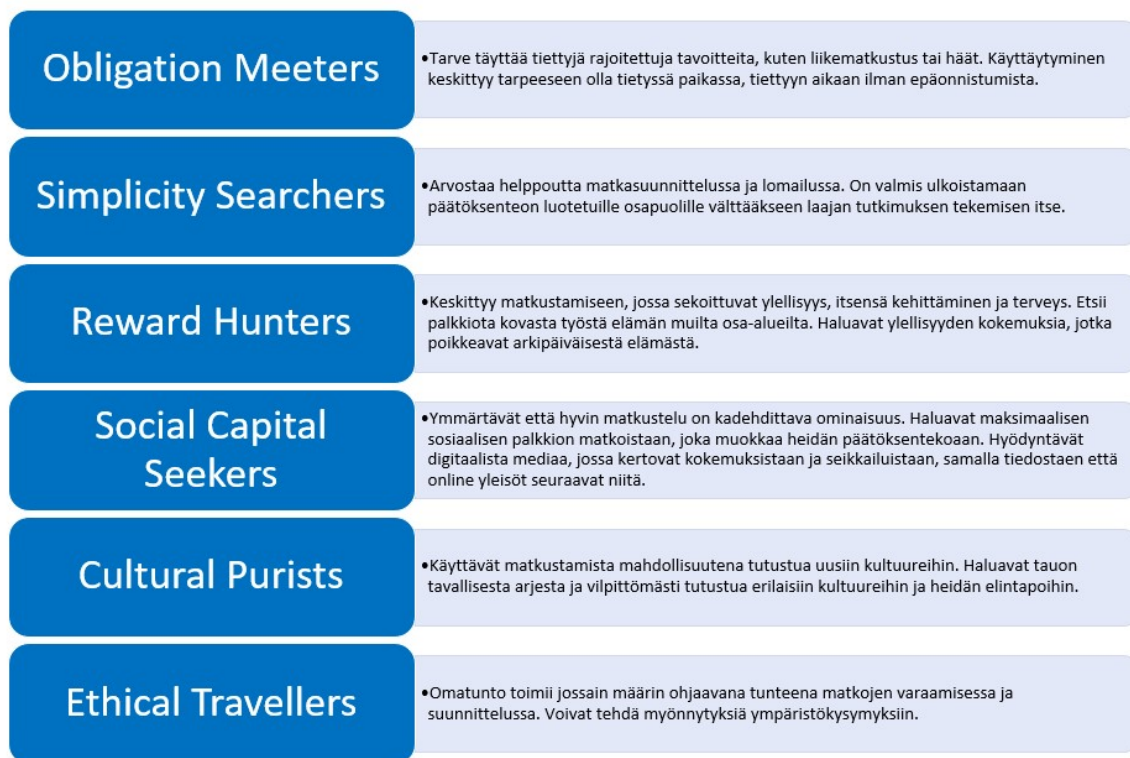 Obligation Meeters
•Tarve täyttää tiettyjä rajoitettuja tavoitteita, kuten liikematkustus tai häät. Käyttäytyminen
keskittyy tarpeeseen olla tietyssä paikassa, tiettyyn aikaan ilman epäonnistumista.
Simplicity Searchers
•Arvostaa helppoutta matkasuunnittelussa ja lomailussa. On valmis ulkoistamaan
päätöksenteon luotetuille osapuolille välttääkseen laajan tutkimuksen tekemisen itse.
Reward Hunters
•Keskittyy matkustamiseen, jossa sekoittuvat ylellisyys, itsensä kehittäminen ja terveys. Etsii
palkkiota kovasta työstä elämän muilta osa-alueilta. Haluavat ylellisyyden kokemuksia, jotka
poikkeavat arkipäiväisestä elämästä.
Social Capital
Seekers
•Ymmärtävät että hyvin matkustelu on kadehdittava ominaisuus. Haluavat maksimaalisen
sosiaalisen palkkion matkoistaan, joka muokkaa heidän päätöksentekoaan. Hyödyntävät
digitaalista mediaa, jossa kertovat kokemuksistaan ja seikkailuistaan, samalla tiedostaen että
online yleisöt seuraavat niitä.
Cultural Purists
•Käyttävät matkustamista mahdollisuutena tutustua uusiin kultuureihin. Haluavat tauon
tavallisesta arjesta ja vilpittömästi tutustua erilaisiin kultuureihin ja heidän elintapoihin.
Ethical Travellers
•Omatunto toimii jossain määrin ohjaavana tunteena matkojen varaamisessa ja
suunnittelussa. Voivat tehdä myönnytyksiä ympäristökysymyksiin.